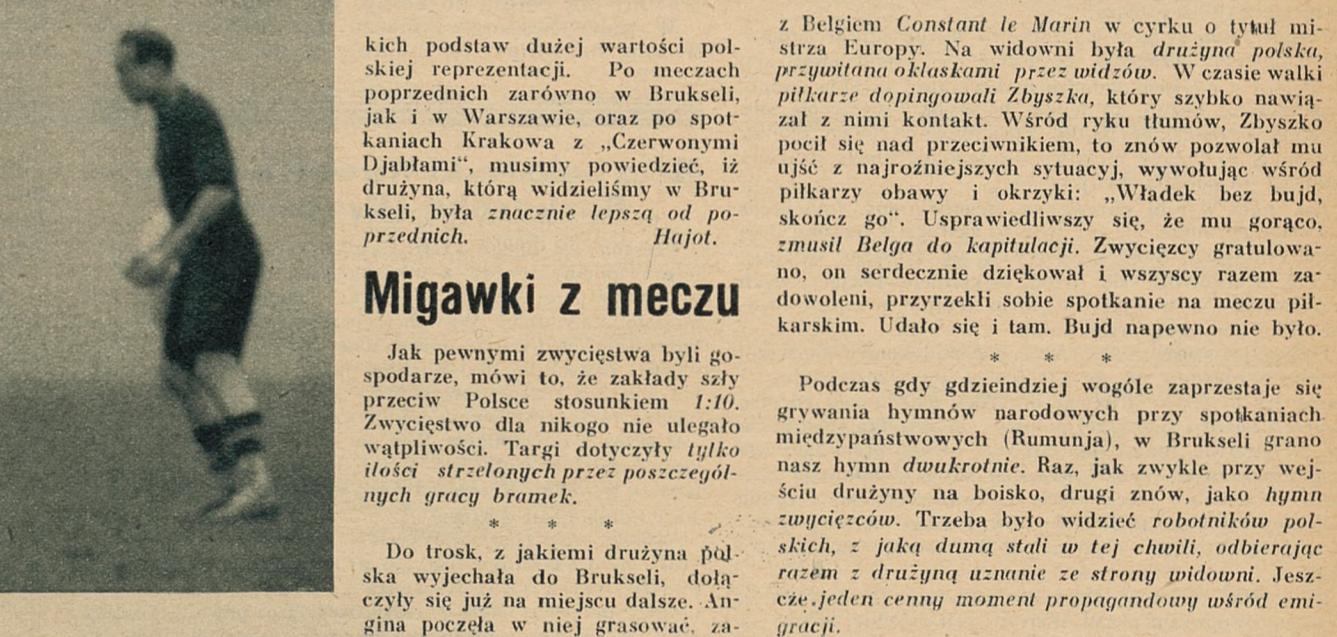 kich podstaw dużej wartości pol-
skiej reprezentacji. Po meczach
poprzednich zarówno w Brukseli,
jak i w Warszawie, oraz po spot-
kaniach Krakowa z „Czerwonymi
Djabłami“, musimy powiedzieć, iż
drużyna, którą widzieliśmy w Bru-
kseli, była znacznie lepszą od po-
przednich. Hajot.
Migawki z meczu
Jak pewnymi zwycięstwa byli go-
spodarze, mówi to, że zakłady szły
przeciw Polsce stosunkiem 1:10.
Zwycięstwo dla nikogo nie ulegało
wątpliwości. Targi dotyczyły tylko
ilości strzelonych przez poszczegól-
nych gracy bramek.
* * *
Do trosk, z jakiemi drużyna pol-
ska wyjechała do Brukseli, dołą-
czyły się już na miejscu dalsze. An-
gina poczęła w niej grasować, za-
z Belgiem Constant le Marin w cyrku o tytuł mi-
strza Europy. Na widowni była drużyna polska,
przywitana oklaskami przez widzów. W czasie walki
piłkarze dopingowali Zbyszka, który szybko nawią-
zał z nimi kontakt. Wśród ryku tłumów, Zbyszko
pocił się nad przeciwnikiem, to znów pozwolał mu
ujść z najroźniejszych sytuacyj, wywołując wśród
piłkarzy obawy i okrzyki: „Władek bez bujd,
skończ go“. Usprawiedliwszy się, że mu gorąco,
zmusił Belga do kapitulacji. Zwycięzcy gratulowa-
no, on serdecznie dziękował i wszyscy razem za-
dowoleni, przyrzekli sobie spotkanie na meczu pił-
karskim. Udało się i tam. Bujd napewno nie było.
* * *
Podczas gdy gdzieindziej wogóle zaprzestaje się
grywania hymnów narodowych przy spotkaniach
międzypaństwowych (Rumunja), w Brukseli grano
nasz hymn dwukrotnie. Raz, jak zwykle przy wej-
ściu drużyny na boisko, drugi znów, jako hymn
zwycięzców. Trzeba było widzieć robotników pol-
skich, z jaką dumą stali w tej chwili, odbierając
razem z drużyną uznanie ze strony widowni. Jesz-
cze jeden cenny moment propagandowy wśród emi-
gracji.